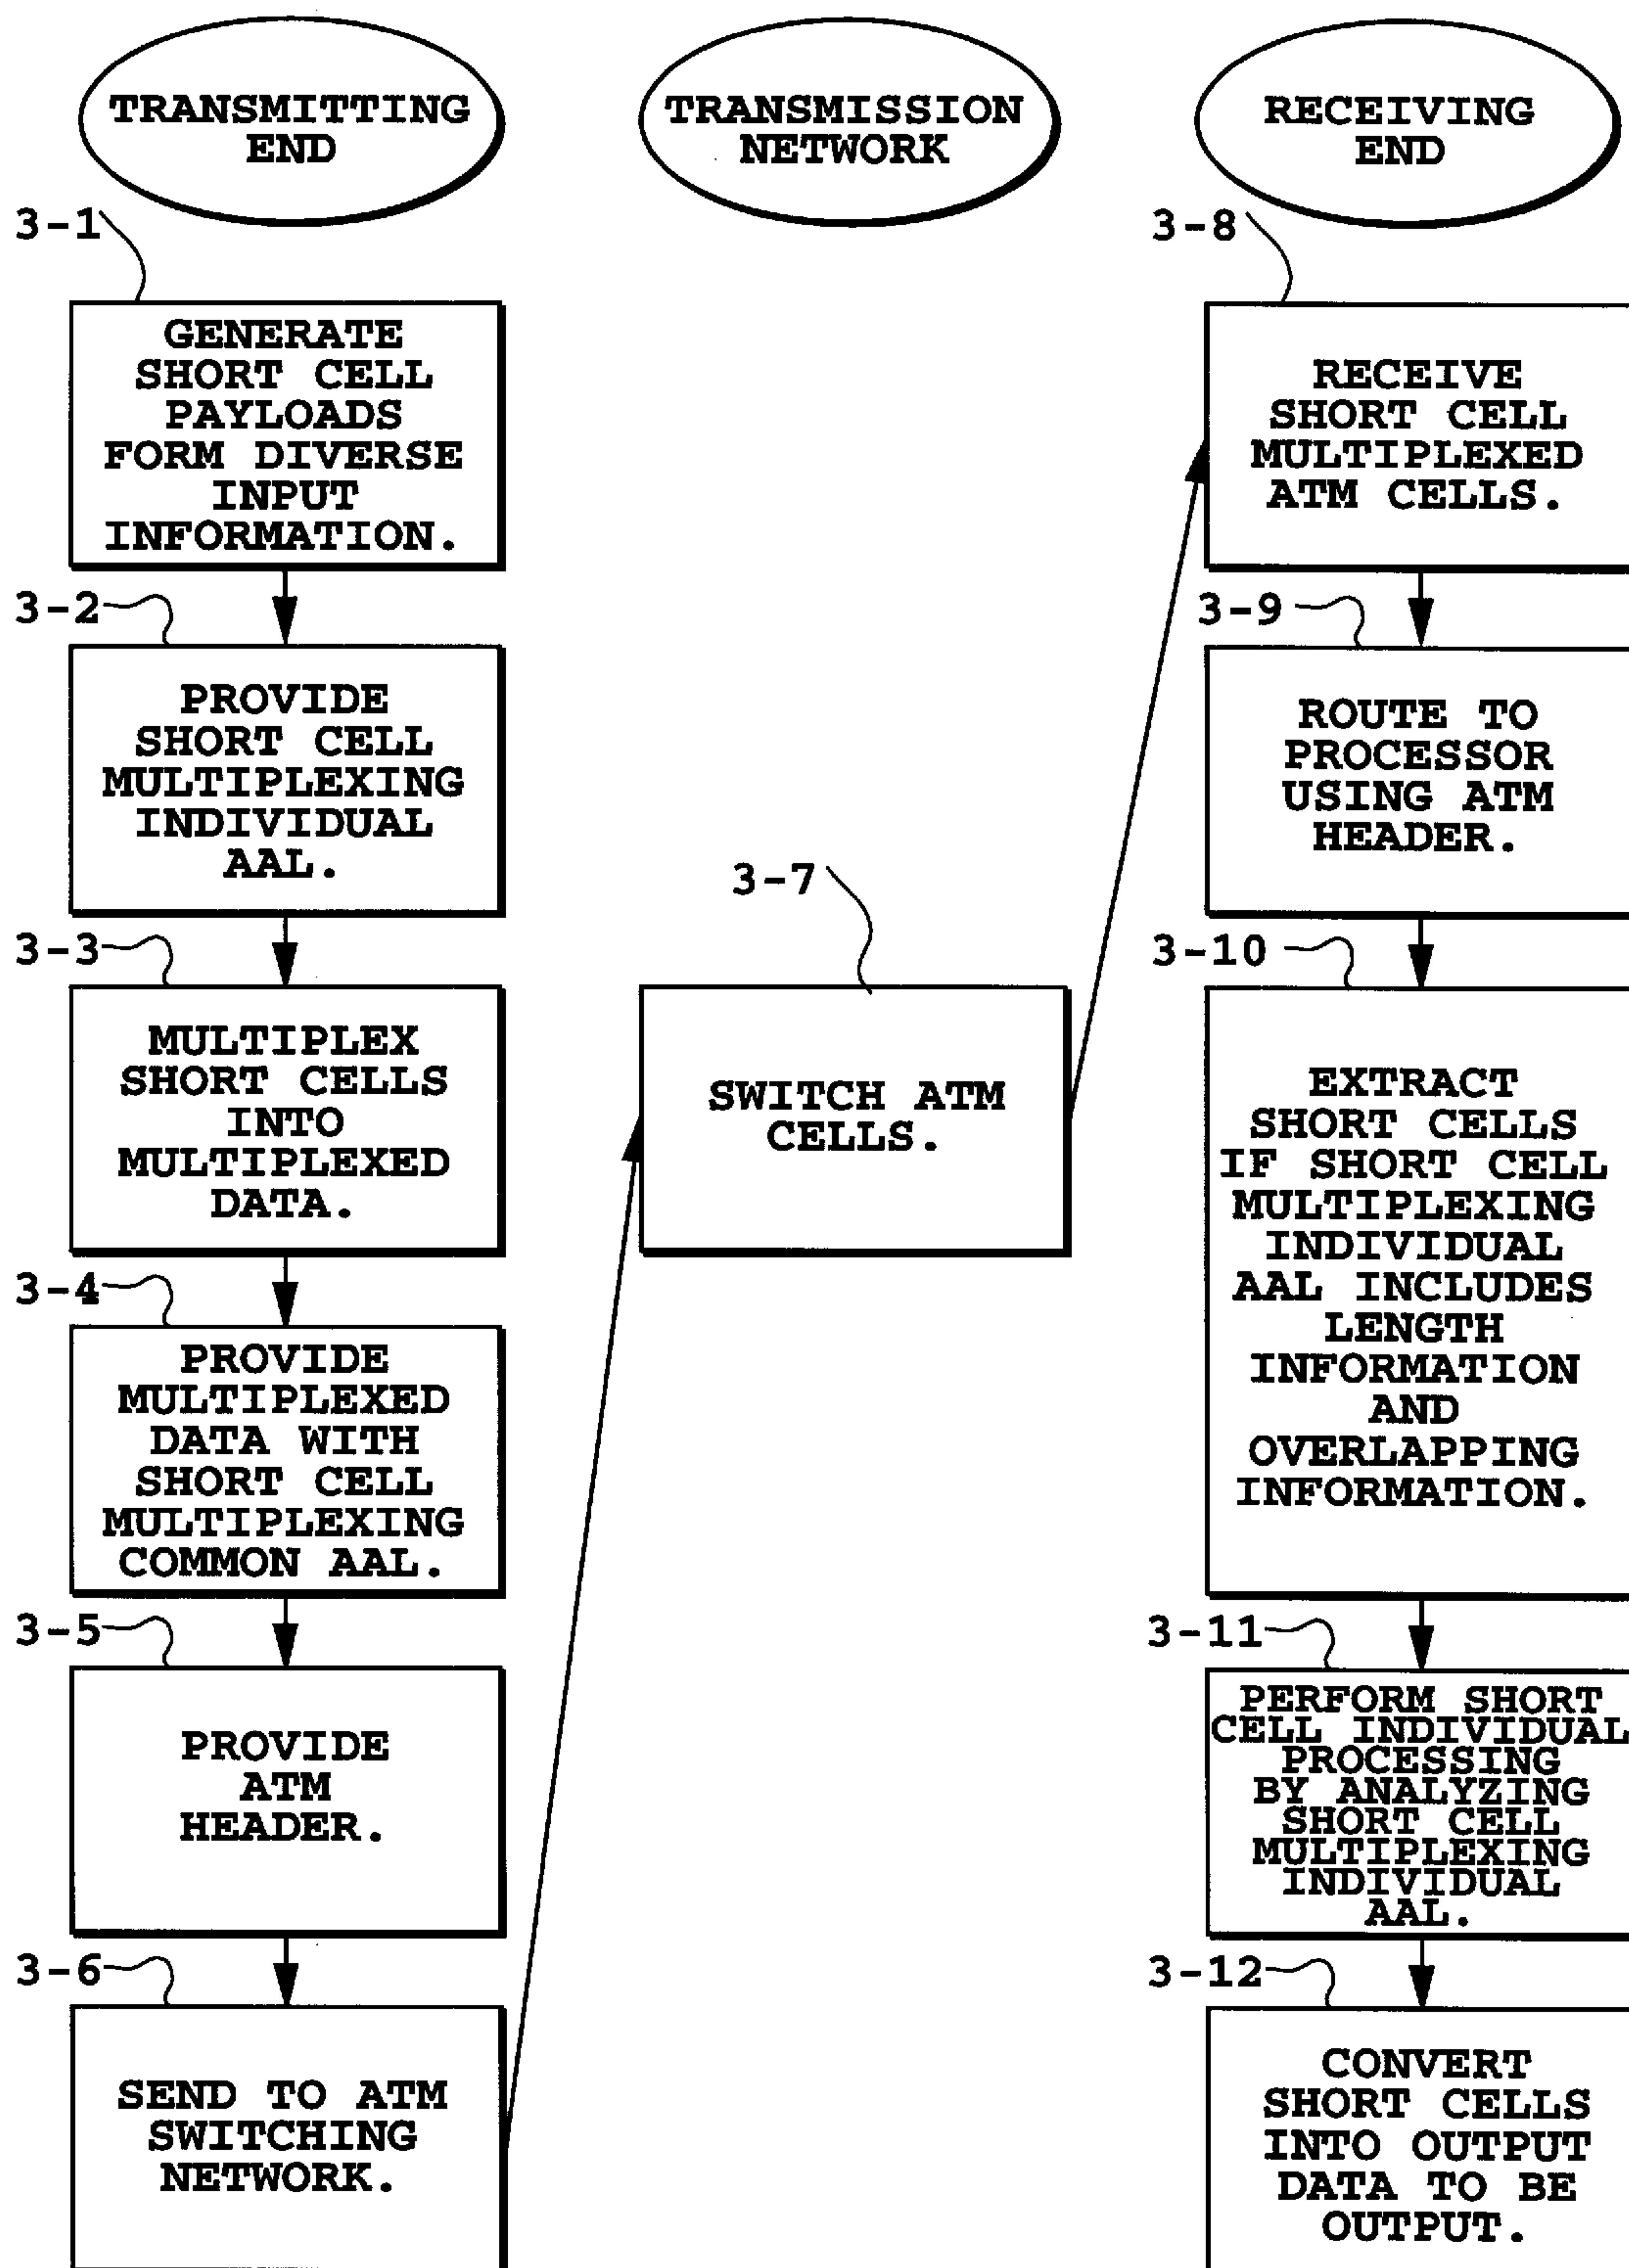 TRANSMITTING
END
3-1
GENERATE
SHORT CELL
PAYLOADS
FORM DIVERSE
INPUT
INFORMATION.
3-2
PROVIDE
SHORT CELL
MULTIPLEXING
INDIVIDUAL
AAL.
3-3
MULTIPLEX
SHORT CELLS
INTO
MULTIPLEXED
DATA.
3-4
PROVIDE
MULTIPLEXED
DATA WITH
SHORT CELL
MULTIPLEXING
COMMON AAL.
3-5
PROVIDE
ATM
HEADER.
3-6
SEND TO ATM
SWITCHING
NETWORK.
TRANSMISSION
NETWORK
3-7
SWITCH ATM
CELLS.
RECEIVING
END
3-8
RECEIVE
SHORT CELL
MULTIPLEXED
ATM CELLS.
3-9
ROUTE TO
PROCESSOR
USING ATM
HEADER.
3-10
EXTRACT
SHORT CELLS
IF SHORT CELL
MULTIPLEXING
INDIVIDUAL
AAL INCLUDES
LENGTH
INFORMATION
AND
OVERLAPPING
INFORMATION.
3-11
PERFORM SHORT
CELL INDIVIDUAL
PROCESSING
BY ANALYZING
SHORT CELL
MULTIPLEXING
INDIVIDUAL
AAL.
3-12
CONVERT
SHORT CELLS
INTO OUTPUT
DATA TO BE
OUTPUT.